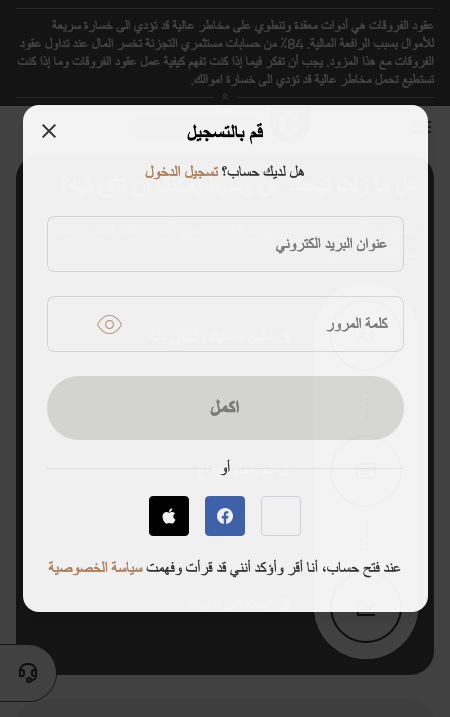 عقود الفروقات هي أدوات معقدة وتنطوي على مخاطر عالية قد تؤدي الى خسارة سريعة
للأموال بسبب الرافعة المالية. 84٪ من حسابات مستثمري التجزئة تخسر المال عند تداول عقود
الفروقات مع هذا المزود. يجب أن تفكر فيما إذا كنت تفهم كيفية عمل عقود الفروقات وما إذا كنت
تستطيع تحمل مخاطر عالية قد تؤدي الى خسارة اموالك.
قم بالتسجيل
هل لديك حساب؟ تسجيل الدخول
عنوان البريد الكتروني
كلمة المرور
اكمل
أو
عند فتح حساب، أنا أقر وأؤكد أنني قد قرأت وفهمت سياسة الخصوصية